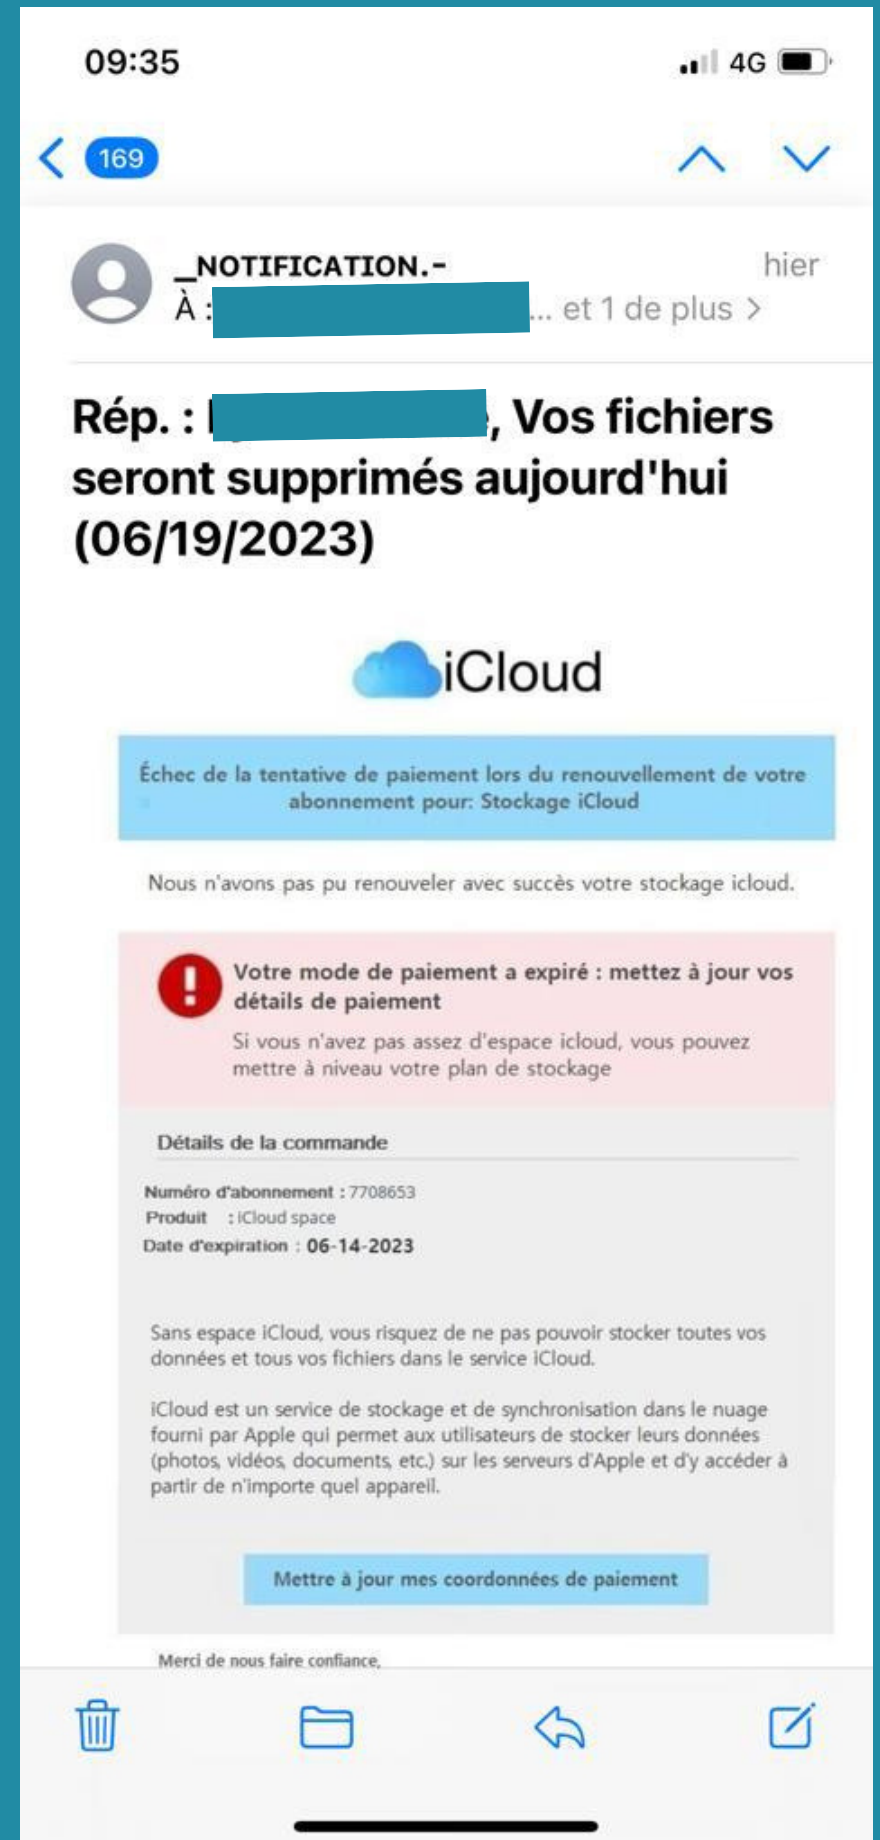 09:35
4G
169
_NOTIFICATION.-
hier
À :
... et 1 de plus >
Rép. : , Vos fichiers
seront supprimés aujourd'hui
(06/19/2023)
iCloud
Échec de la tentative de paiement lors du renouvellement de votre
abonnement pour: Stockage iCloud
Nous n'avons pas pu renouveler avec succès votre stockage icloud.
Votre mode de paiement a expiré : mettez à jour vos
détails de paiement
Si vous n'avez pas assez d'espace icloud, vous pouvez
mettre à niveau votre plan de stockage
Détails de la commande
Numéro d'abonnement : 7708653
Produit : iCloud space
Date d'expiration : 06-14-2023
Sans espace iCloud, vous risquez de ne pas pouvoir stocker toutes vos
données et tous vos fichiers dans le service iCloud.
iCloud est un service de stockage et de synchronisation dans le nuage
fourni par Apple qui permet aux utilisateurs de stocker leurs données
(photos, vidéos, documents, etc.) sur les serveurs d'Apple et d'y accéder à
partir de n'importe quel appareil.
Mettre à jour mes coordonnées de paiement
Merci de nous faire confiance,